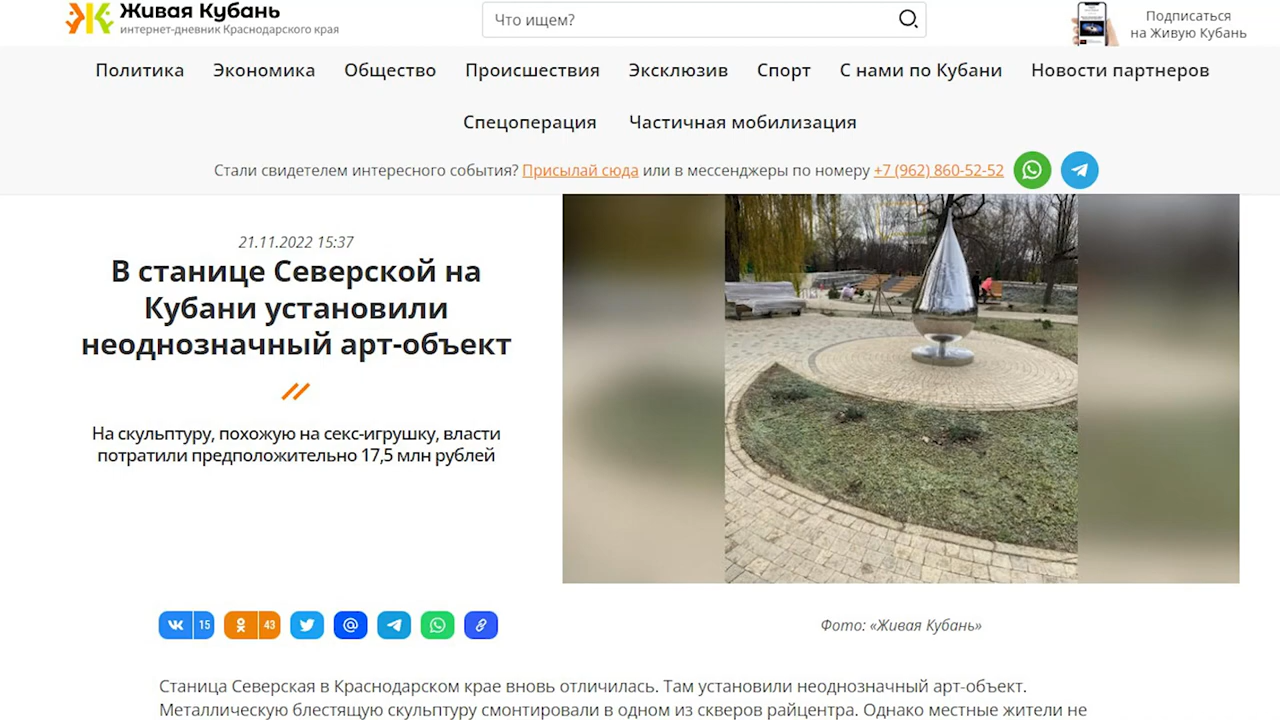 Живая Кубань
интернет-дневник Краснодарского края
Что ищем?
Подписаться
на Живую Кубань
Политика Экономика Общество Происшествия Эксклюзив Спорт С нами по Кубани Новости партнеров
Спецоперация Частичная мобилизация
Стали свидетелем интересного события? Присылай сюда или в мессенджеры по номеру +7 (962) 860-52-52
21.11.2022 15:37
В станице Северской на
Кубани установили
неоднозначный арт-объект
На скульптуру, похожую на секс-игрушку, власти
потратили предположительно 17,5 млн рублей
15 43
Фото: «Живая Кубань»
Станица Северская в Краснодарском крае вновь отличилась. Там установили неоднозначный арт-объект.
Металлическую блестящую скульптуру смонтировали в одном из скверов райцентра. Однако местные жители не